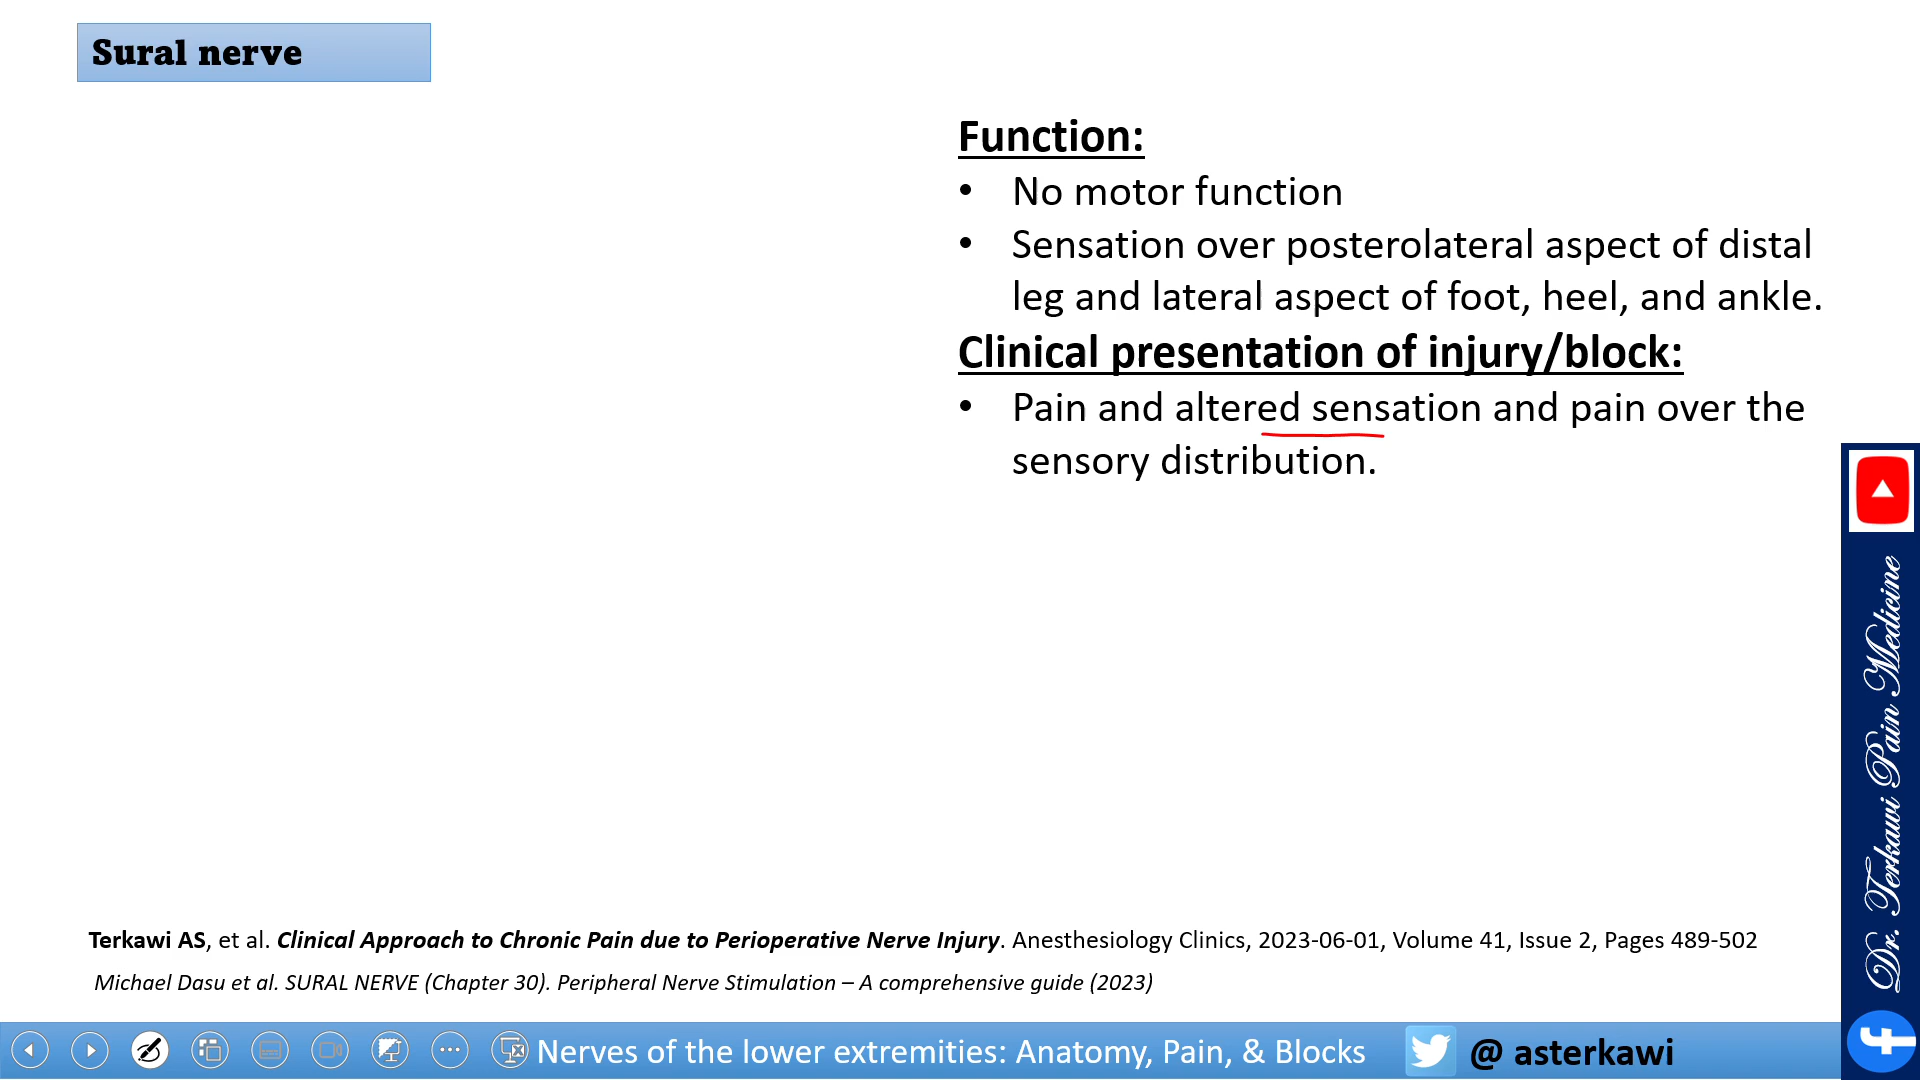 Sural nerve
Function:
• No motor function
• Sensation over posterolateral aspect of distal
leg and lateral aspect of foot, heel, and ankle.
Clinical presentation of injury/block:
• Pain and altered sensation and pain over the
sensory distribution.
Dr. Terkawi Pain Medicine
Terkawi AS, et al. Clinical Approach to Chronic Pain due to Perioperative Nerve Injury. Anesthesiology Clinics, 2023-06-01, Volume 41, Issue 2, Pages 489-502
Michael Dasu et al. SURAL NERVE (Chapter 30). Peripheral Nerve Stimulation – A comprehensive guide (2023)
Nerves of the lower extremities: Anatomy, Pain, & Blocks
@ asterkawi